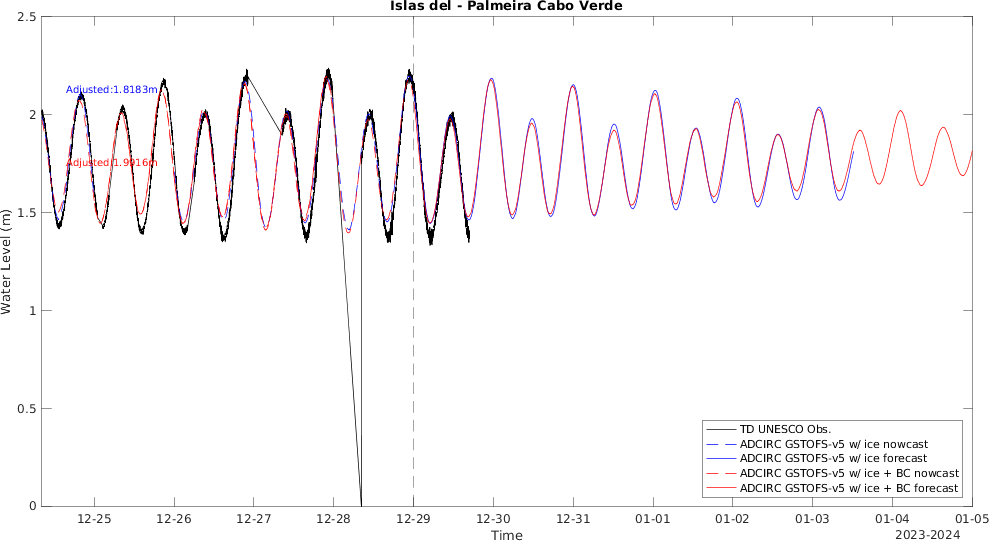 Islas del - Palmeira Cabo Verde
2.5
2
1.5
1
0.5
0
Water Level (m)
Adjusted:1.8183m
Adjusted:1.9916m
TD UNESCO Obs.
ADCIRC GSTOFS-v5 w/ ice nowcast
ADCIRC GSTOFS-v5 w/ ice forecast
ADCIRC GSTOFS-v5 w/ ice + BC nowcast
ADCIRC GSTOFS-v5 w/ ice + BC forecast
12-25 12-26 12-27 12-28 12-29 12-30 12-31 01-01 01-02 01-03 01-04 01-05
Time
2023-2024